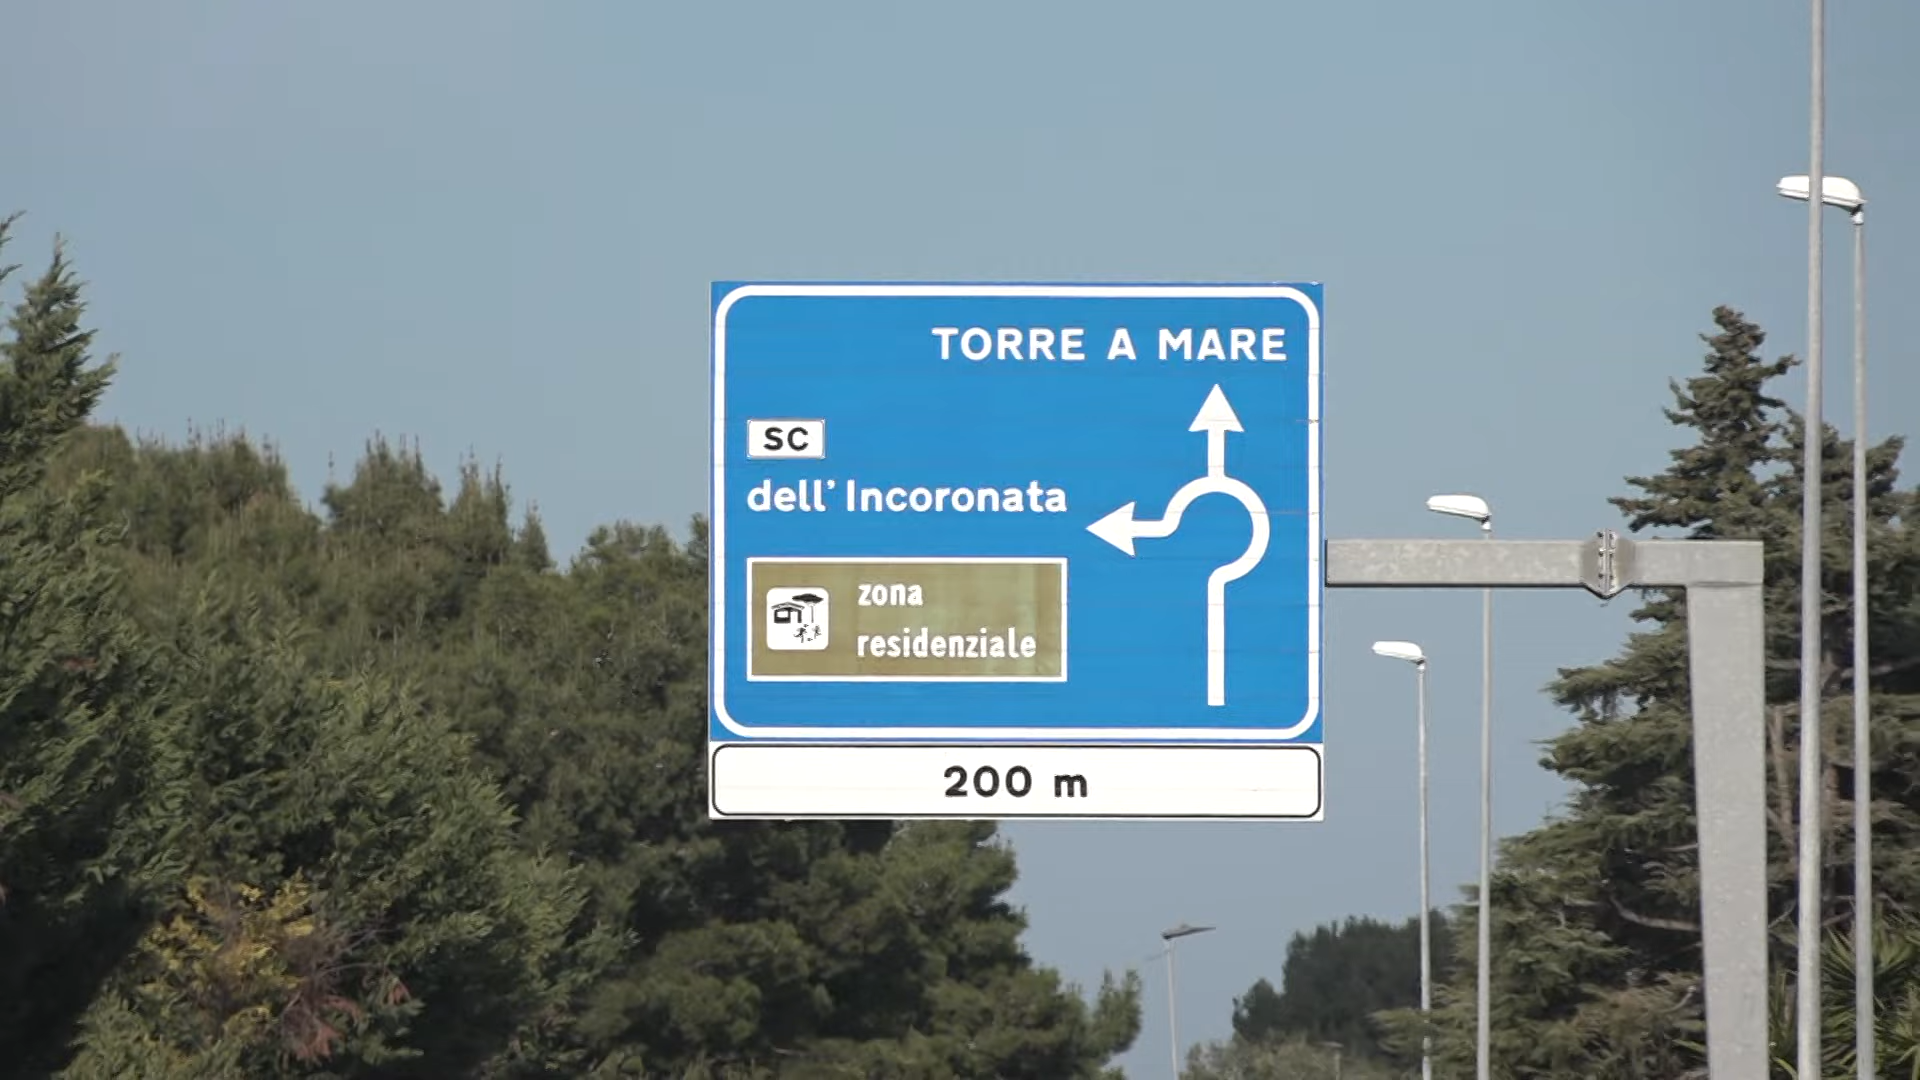 TORRE A MARE
SC
dell' Incoronata
zona
residenziale
200 m